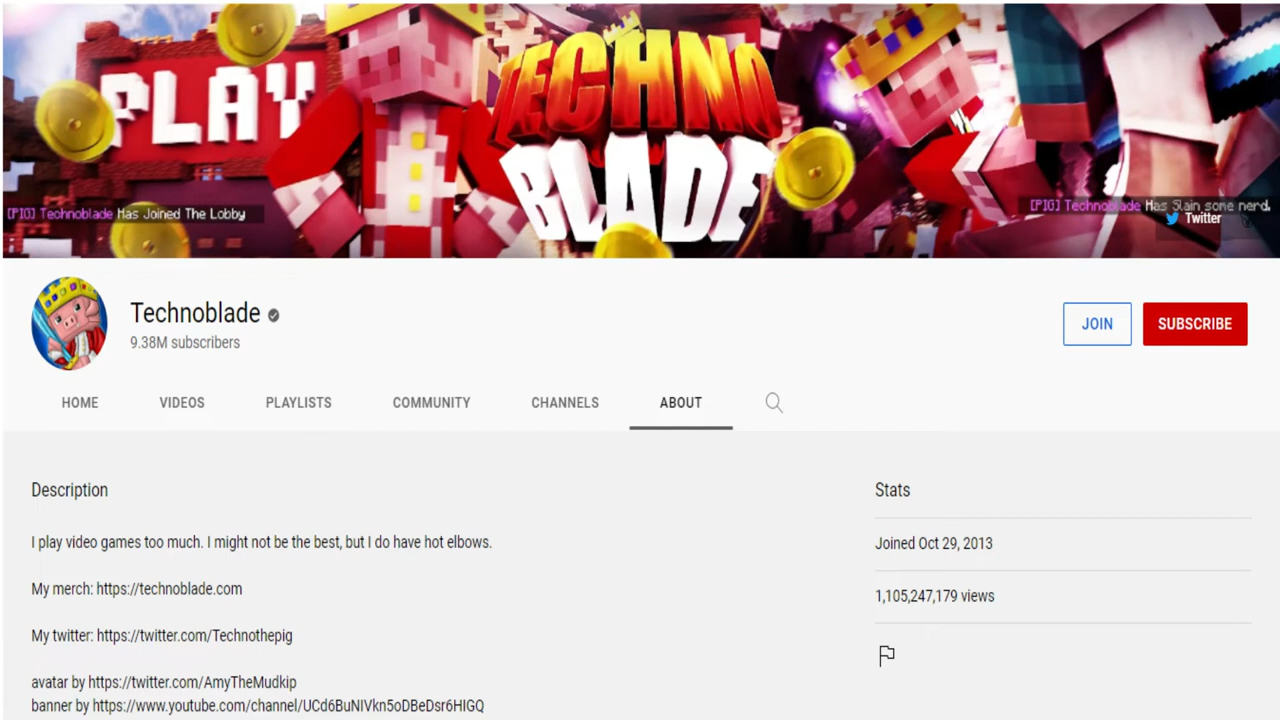 PLAY
TECHNO
BLADE
[PIG] Technoblade Has Joined The Lobby
[PIG] Technoblade Has Slain some nerd.
Twitter
Technoblade
9.38M subscribers
JOIN
SUBSCRIBE
HOME VIDEOS PLAYLISTS COMMUNITY CHANNELS ABOUT
Description
I play video games too much. I might not be the best, but I do have hot elbows.
My merch: https://technoblade.com
My twitter: https://twitter.com/Technothepig
avatar by https://twitter.com/AmyTheMudkip
banner by https://www.youtube.com/channel/UCd6BuNIVkn5oDBeDsr6HIGQ
Stats
Joined Oct 29, 2013
1,105,247,179 views